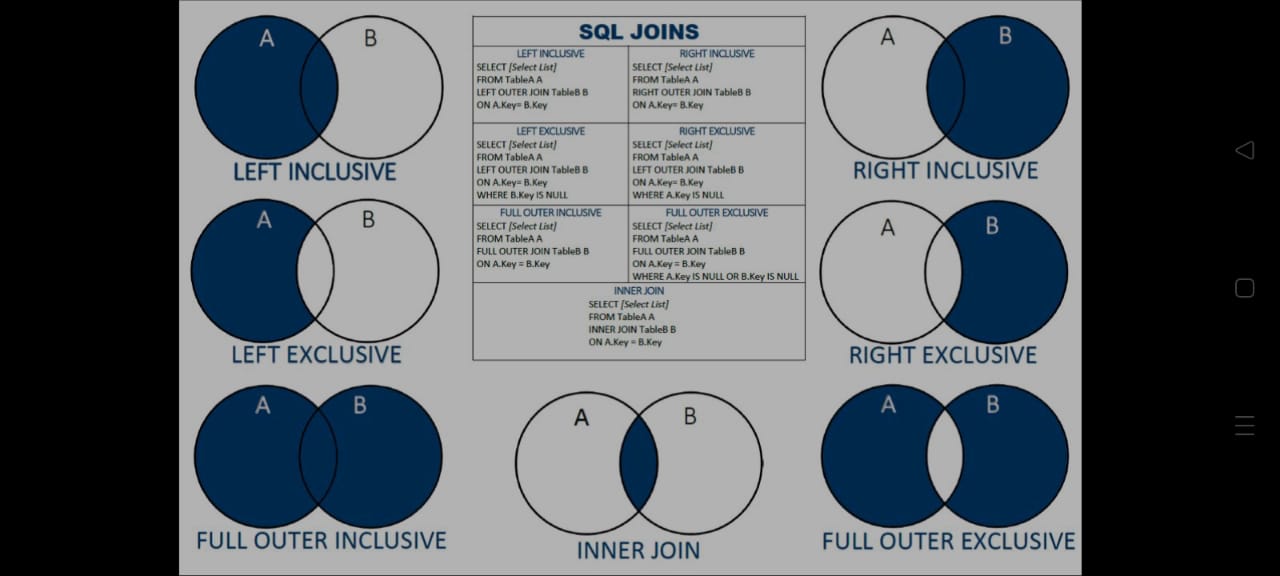 A B
LEFT INCLUSIVE
A B
LEFT EXCLUSIVE
A B
FULL OUTER INCLUSIVE
SQL JOINS
LEFT INCLUSIVE
SELECT [Select List]
FROM TableA A
LEFT OUTER JOIN TableB B
ON A.Key= B.Key
RIGHT INCLUSIVE
SELECT [Select List]
FROM TableA A
RIGHT OUTER JOIN TableB B
ON A.Key= B.Key
LEFT EXCLUSIVE
SELECT [Select List]
FROM TableA A
LEFT OUTER JOIN TableB B
ON A.Key= B.Key
WHERE B.Key IS NULL
RIGHT EXCLUSIVE
SELECT [Select List]
FROM TableA A
LEFT OUTER JOIN TableB B
ON A.Key= B.Key
WHERE A.Key IS NULL
FULL OUTER INCLUSIVE
SELECT [Select List]
FROM TableA A
FULL OUTER JOIN TableB B
ON A.Key = B.Key
FULL OUTER EXCLUSIVE
SELECT [Select List]
FROM TableA A
FULL OUTER JOIN TableB B
ON A.Key = B.Key
WHERE A.Key IS NULL OR B.Key IS NULL
INNER JOIN
SELECT [Select List]
FROM TableA A
INNER JOIN TableB B
ON A.Key = B.Key
A B
INNER JOIN
A B
RIGHT INCLUSIVE
A B
RIGHT EXCLUSIVE
A B
FULL OUTER EXCLUSIVE